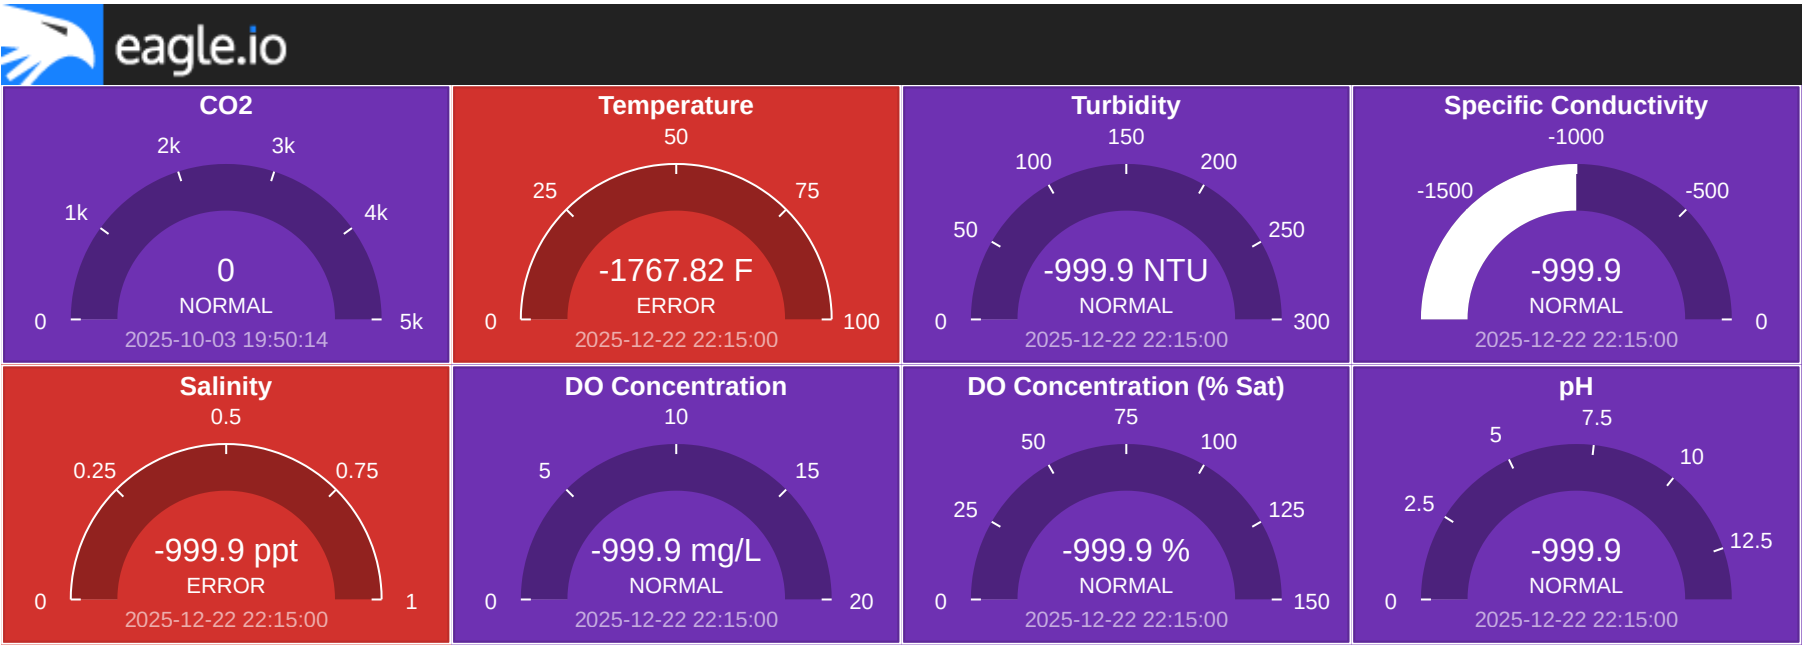 eagle.io
CO2
0
1k
2k
3k
4k
5k
0
NORMAL
2025-10-03 19:50:14
Temperature
0
25
50
75
100
-1767.82 F
ERROR
2025-12-22 22:15:00
Turbidity
0
50
100
150
200
250
300
-999.9 NTU
NORMAL
2025-12-22 22:15:00
Specific Conductivity
-1500
-1000
-500
0
-999.9
NORMAL
2025-12-22 22:15:00
Salinity
0
0.25
0.5
0.75
1
-999.9 ppt
ERROR
2025-12-22 22:15:00
DO Concentration
0
5
10
15
20
-999.9 mg/L
NORMAL
2025-12-22 22:15:00
DO Concentration (% Sat)
0
25
50
75
100
125
150
-999.9 %
NORMAL
2025-12-22 22:15:00
pH
0
2.5
5
7.5
10
12.5
-999.9
NORMAL
2025-12-22 22:15:00